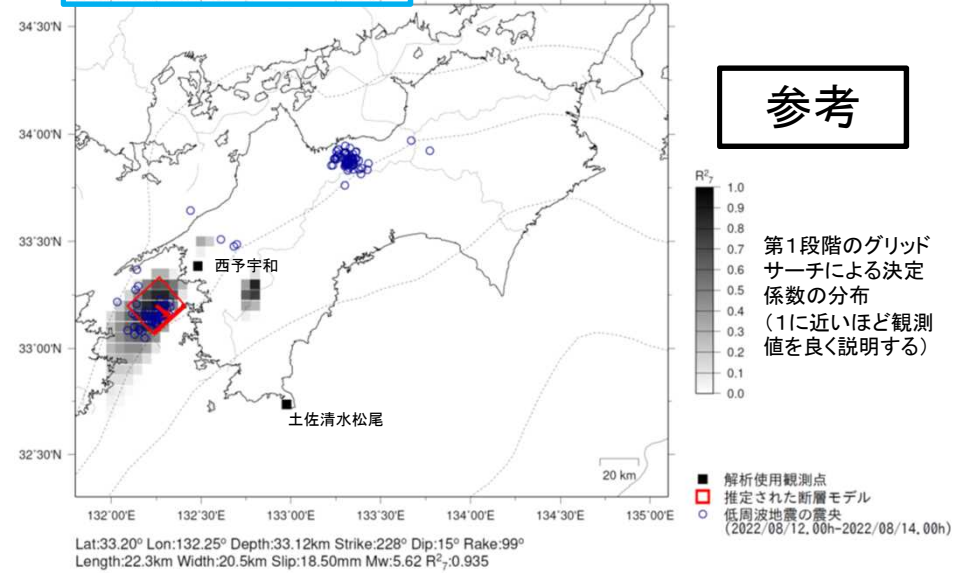 参考
34°30'N
34°00'N
33°30'N
33°00'N
32°30'N
132°00'E
132°30'E
133°00'E
133°30'E
134°00'E
134°30'E
135°00'E
西予宇和
土佐清水松尾
20 km
R²₇
1.0
0.9
0.8
0.7
0.6
0.5
0.4
0.3
0.2
0.1
0.0
第1段階のグリッド
サーチによる決定
係数の分布
(1に近いほど観測
値を良く説明する)
解析使用観測点
推定された断層モデル
低周波地震の震央
(2022/08/12.00h-2022/08/14.00h)
Lat:33.20° Lon:132.25° Depth:33.12km Strike:228° Dip:15° Rake:99°
Length:22.3km Width:20.5km Slip:18.50mm Mw:5.62 R²₇:0.935